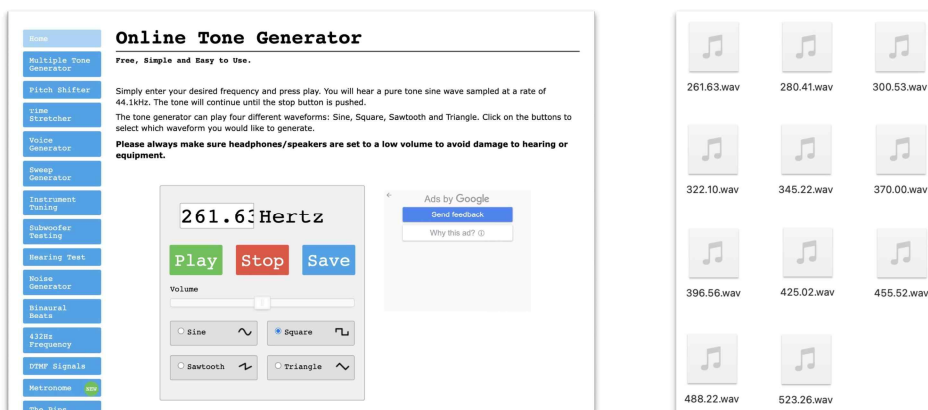 Home
Online Tone Generator
Multiple Tone
Generator
Free, Simple and Easy to Use.
Pitch Shifter
Time
Stretcher
Voice
Generator
Sweep
Generator
Instrument
Tuning
Subwoofer
Testing
Hearing Test
Noise
Generator
Binaural
Beats
432Hz
Frequency
DTMF Signals
Metronome NEW
Simply enter your desired frequency and press play. You will hear a pure tone sine wave sampled at a rate of
44.1kHz. The tone will continue until the stop button is pushed.
The tone generator can play four different waveforms: Sine, Square, Sawtooth and Triangle. Click on the buttons to
select which waveform you would like to generate.
Please always make sure headphones/speakers are set to a low volume to avoid damage to hearing or
equipment.
261.63 Hertz
Play Stop Save
Volume
Sine Square
Sawtooth Triangle
Ads by Google
Send feedback
Why this ad?
261.63.wav 280.41.wav 300.53.wav
322.10.wav 345.22.wav 370.00.wav
396.56.wav 425.02.wav 455.52.wav
488.22.wav 523.26.wav